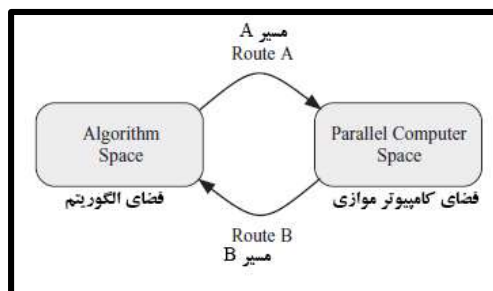 مسیر A
Route A
Algorithm
Space
Parallel Computer
Space
فضای الگوریتم
فضای کامپیوتر موازی
Route B
مسیر B